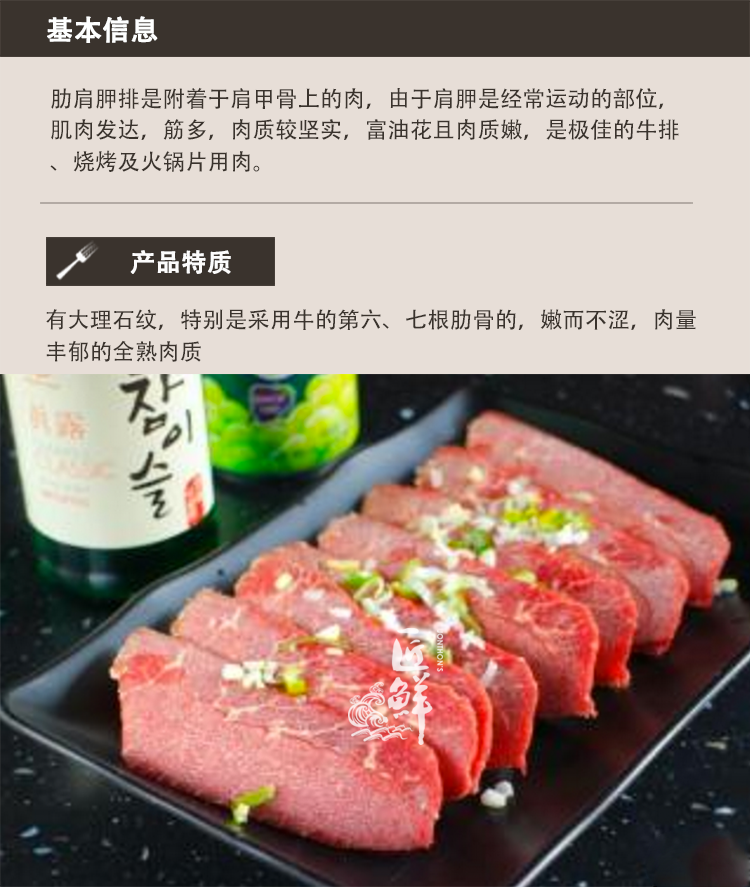 基本信息
肋肩胛排是附着于肩甲骨上的肉，由于肩胛是经常运动的部位，
肌肉发达，筋多，肉质较坚实，富油花且肉质嫩，是极佳的牛排
、烧烤及火锅片用肉。
产品特质
有大理石纹，特别是采用牛的第六、七根肋骨的，嫩而不涩，肉量
丰郁的全熟肉质
참이슬
CLASSIC
鲜